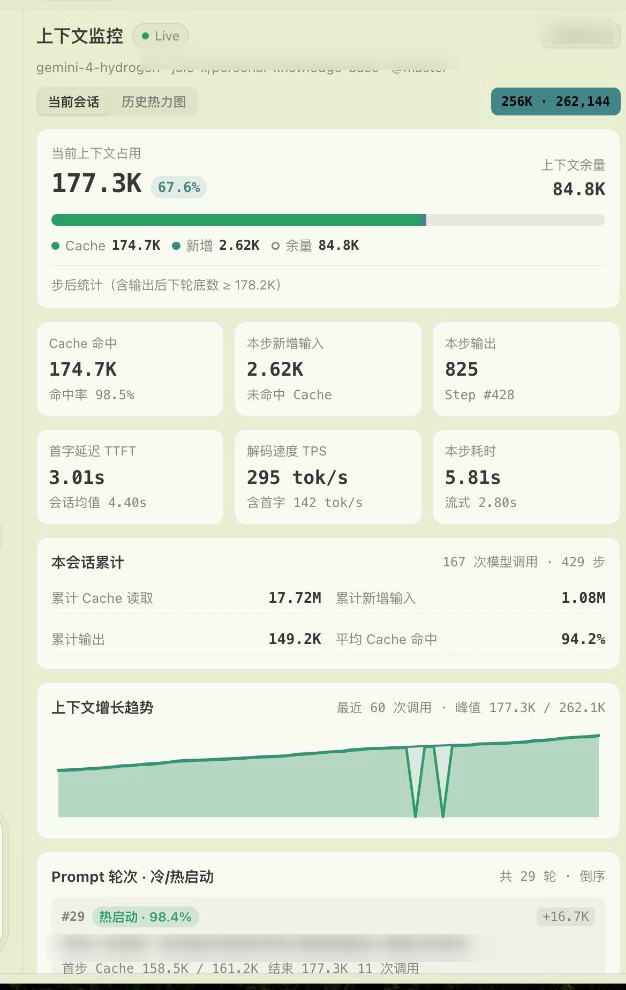 上下文监控 Live
gemini-4-hydrogen
当前会话 历史热力图 256K · 262,144
当前上下文占用
上下文余量
177.3K 67.6%
84.8K
Cache 174.7K 新增 2.62K 余量 84.8K
步后统计（含输出后下轮底数 ≥ 178.2K）
Cache 命中 本步新增输入 本步输出
174.7K 2.62K 825
命中率 98.5% 未命中 Cache Step #428
首字延迟 TTFT 解码速度 TPS 本步耗时
3.01s 295 tok/s 5.81s
会话均值 4.40s 含首字 142 tok/s 流式 2.80s
本会话累计 167 次模型调用 · 429 步
累计 Cache 读取 17.72M 累计新增输入 1.08M
累计输出 149.2K 平均 Cache 命中 94.2%
上下文增长趋势 最近 60 次调用 · 峰值 177.3K / 262.1K
Prompt 轮次 · 冷/热启动 共 29 轮 · 倒序
#29 热启动 · 98.4% +16.7K
首步 Cache 158.5K / 161.2K 结束 177.3K 11 次调用